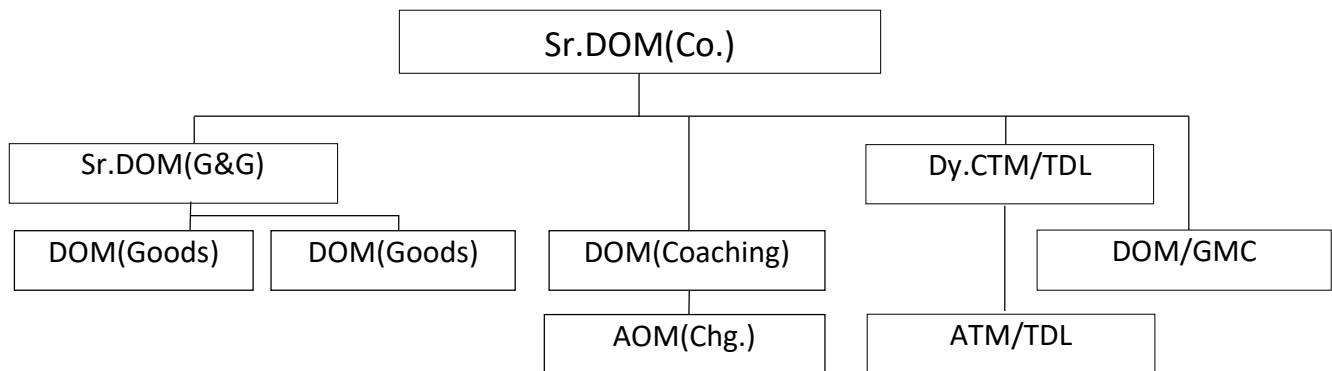 Sr.DOM(Co.)
Sr.DOM(G&G)
Dy.CTM/TDL
DOM(Goods)
DOM(Goods)
DOM(Coaching)
DOM/GMC
AOM(Chg.)
ATM/TDL